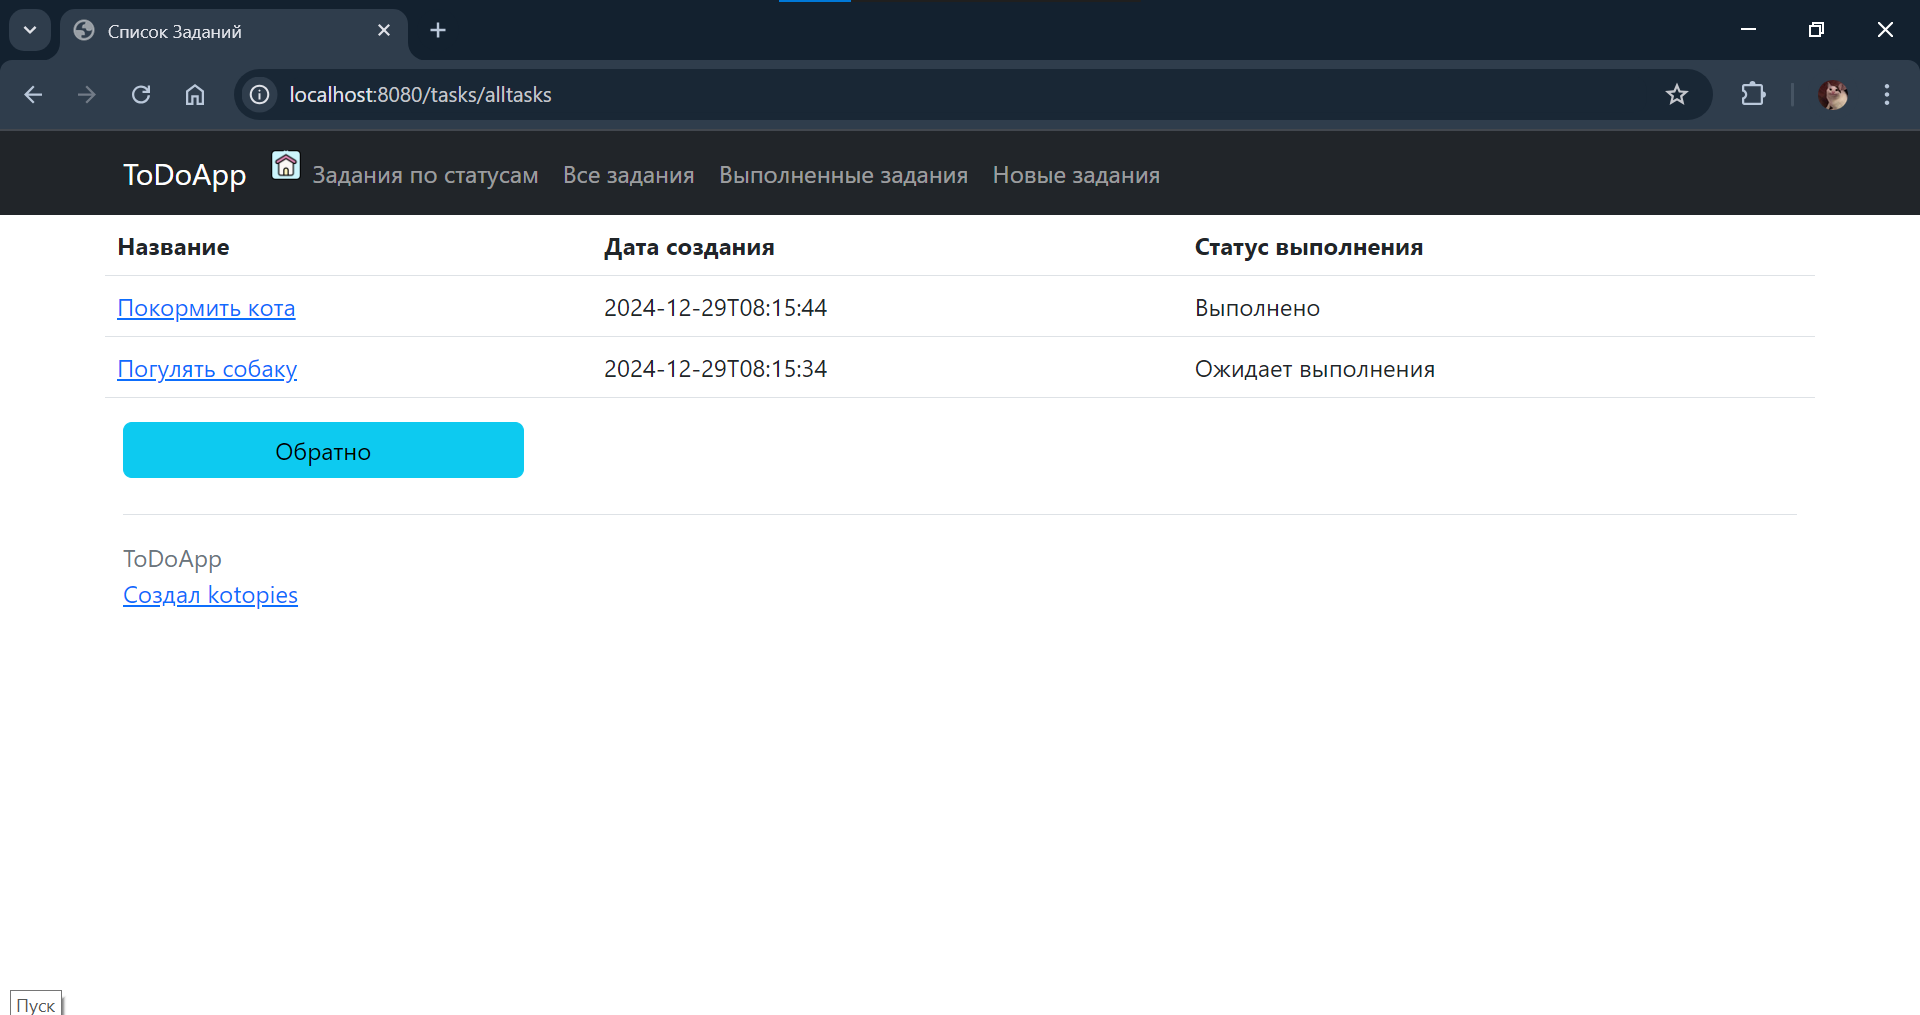 Список Заданий
localhost:8080/tasks/alltasks
ToDoApp Задания по статусам Все задания Выполненные задания Новые задания
Название Дата создания Статус выполнения
Покормить кота 2024-12-29T08:15:44 Выполнено
Погулять собаку 2024-12-29T08:15:34 Ожидает выполнения
Обратно
ToDoApp
Создал kotopies
Пуск